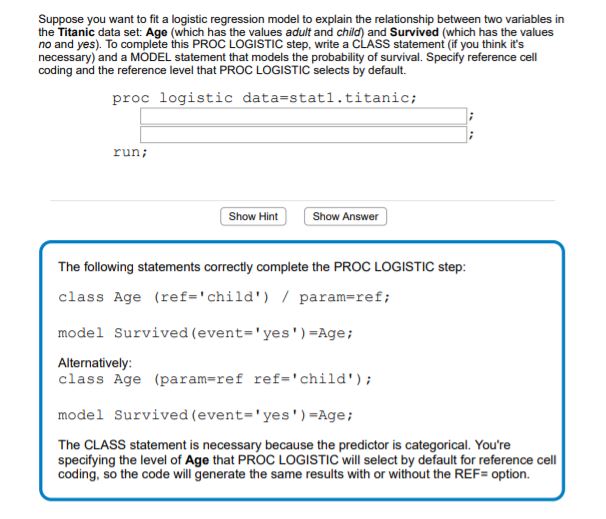 Suppose you want to fit a logistic regression model to explain the relationship between two variables in
the Titanic data set: Age (which has the values adult and child) and Survived (which has the values
no and yes). To complete this PROC LOGISTIC step, write a CLASS statement (if you think it's
necessary) and a MODEL statement that models the probability of survival. Specify reference cell
coding and the reference level that PROC LOGISTIC selects by default.
proc logistic data=stat1.titanic;
;
;
run;
Show Hint Show Answer
The following statements correctly complete the PROC LOGISTIC step:
class Age (ref='child') / param=ref;
model Survived(event='yes')=Age;
Alternatively:
class Age (param=ref ref='child');
model Survived(event='yes')=Age;
The CLASS statement is necessary because the predictor is categorical. You're
specifying the level of Age that PROC LOGISTIC will select by default for reference cell
coding, so the code will generate the same results with or without the REF= option.